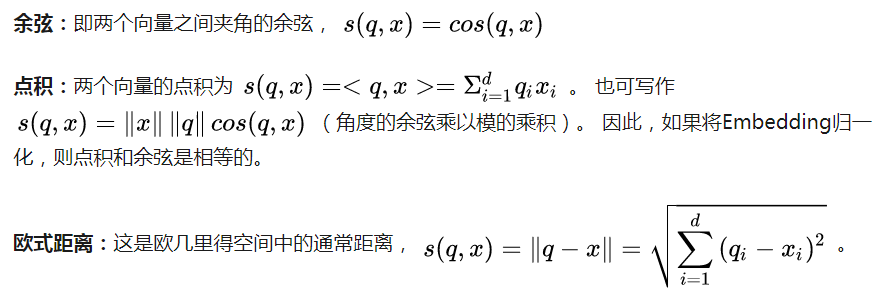 余弦：即两个向量之间夹角的余弦， s(q, x) = cos(q, x)
点积：两个向量的点积为 s(q, x) =< q, x >= Σ_{i=1}^{d} q_i x_i 。 也可写作
s(q, x) = ‖x‖ ‖q‖ cos(q, x) （角度的余弦乘以模的乘积）。 因此，如果将Embedding归一
化，则点积和余弦是相等的。
欧式距离：这是欧几里得空间中的通常距离， s(q, x) = ‖q − x‖ = √(∑_{i=1}^{d} (q_i − x_i)^2) 。